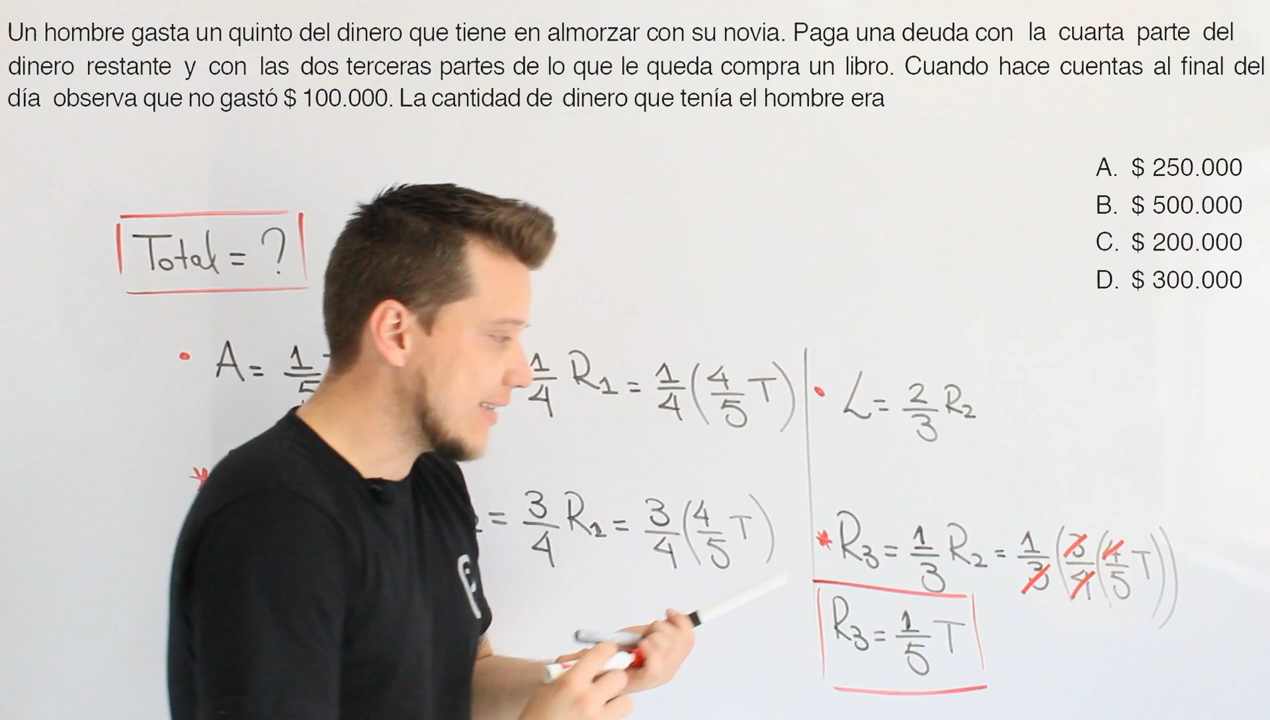 Un hombre gasta un quinto del dinero que tiene en almorzar con su novia. Paga una deuda con la cuarta parte del
dinero restante y con las dos terceras partes de lo que le queda compra un libro. Cuando hace cuentas al final del
día observa que no gastó $ 100.000. La cantidad de dinero que tenía el hombre era
A. $ 250.000
B. $ 500.000
C. $ 200.000
D. $ 300.000
Total = ?
• A = 1/5
1/4 R₁ = 1/4 (4/5 T)
= 3/4 R₁ = 3/4 (4/5 T)
• L = 2/3 R₂
* R₃ = 1/3 R₂ = 1/3 (3/4 (4/5 T))
R₃ = 1/5 T